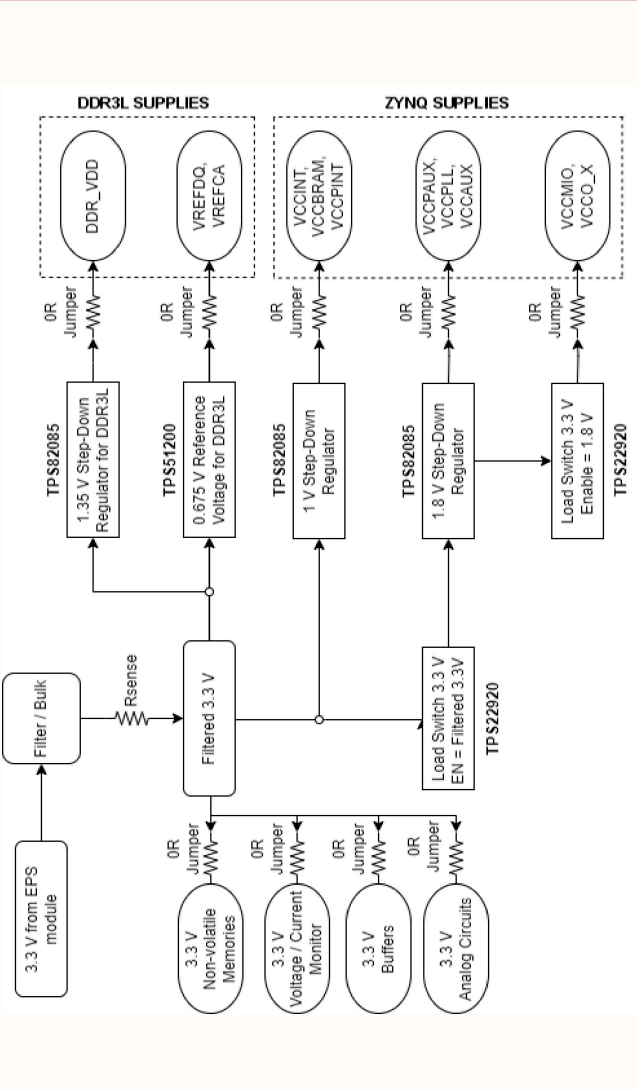 3.3 V from EPS
module
Filter / Bulk
Rsense
Filtered 3.3 V
0R
Jumper
3.3 V
Non-volatile
Memories
0R
Jumper
3.3 V
Voltage / Current
Monitor
0R
Jumper
3.3 V
Buffers
0R
Jumper
3.3 V
Analog Circuits
Load Switch 3.3 V
EN = Filtered 3.3V
TPS22920
TPS82085
1.35 V Step-Down
Regulator for DDR3L
TPS51200
0.675 V Reference
Voltage for DDR3L
TPS82085
1 V Step-Down
Regulator
TPS82085
1.8 V Step-Down
Regulator
Load Switch 3.3 V
Enable = 1.8 V
TPS22920
0R
Jumper
0R
Jumper
0R
Jumper
0R
Jumper
0R
Jumper
DDR3L SUPPLIES
DDR_VDD
VREFDQ,
VREFCA
ZYNQ SUPPLIES
VCCINT,
VCCBRAM,
VCCPINT
VCCPAUX,
VCCPLL,
VCCAUX
VCCMIO,
VCCO_X